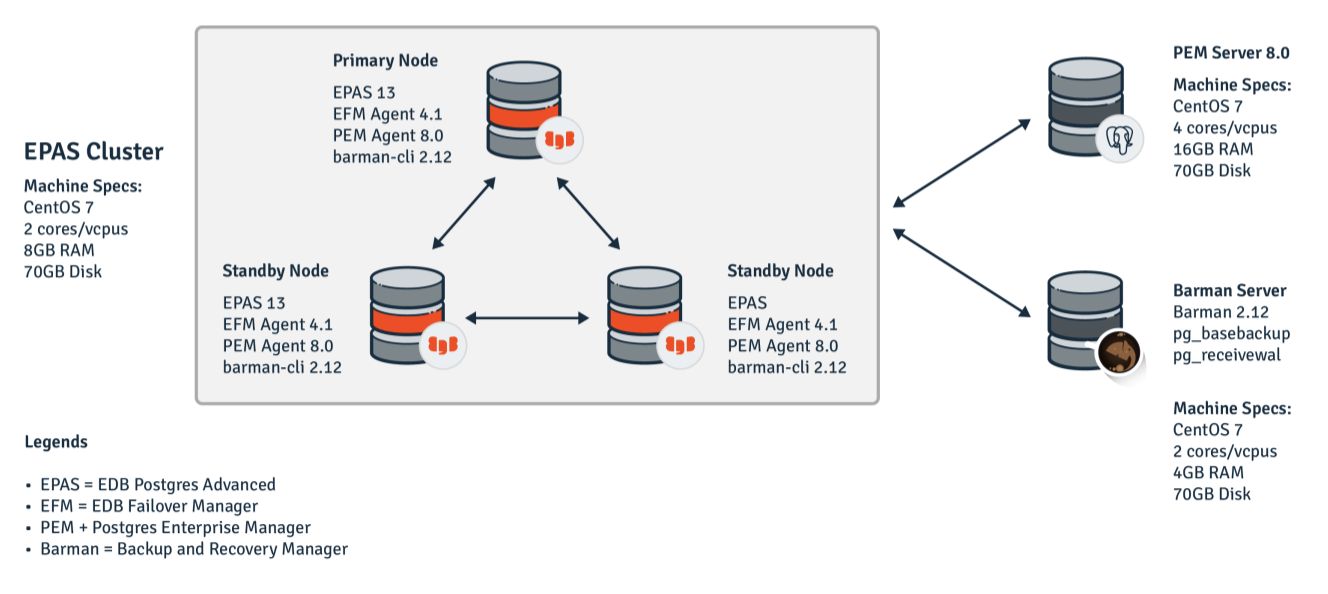 EPAS Cluster
Machine Specs:
CentOS 7
2 cores/vcpus
8GB RAM
70GB Disk
Primary Node
EPAS 13
EFM Agent 4.1
PEM Agent 8.0
barman-cli 2.12
Standby Node
EPAS 13
EFM Agent 4.1
PEM Agent 8.0
barman-cli 2.12
Standby Node
EPAS
EFM Agent 4.1
PEM Agent 8.0
barman-cli 2.12
PEM Server 8.0
Machine Specs:
CentOS 7
4 cores/vcpus
16GB RAM
70GB Disk
Barman Server
Barman 2.12
pg_basebackup
pg_receivewal
Machine Specs:
CentOS 7
2 cores/vcpus
4GB RAM
70GB Disk
Legends
• EPAS = EDB Postgres Advanced
• EFM = EDB Failover Manager
• PEM + Postgres Enterprise Manager
• Barman = Backup and Recovery Manager